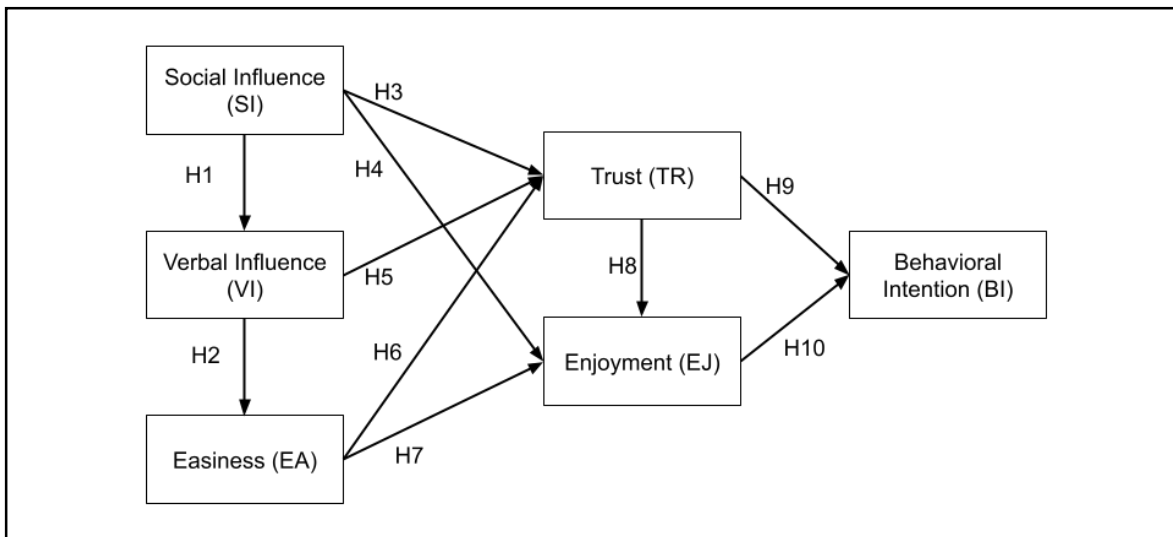 Social Influence
(SI)
H3
H1
H4
Trust (TR)
H9
Verbal Influence
(VI)
H5
H8
Behavioral
Intention (BI)
H2
H6
Enjoyment (EJ)
H10
Easiness (EA)
H7